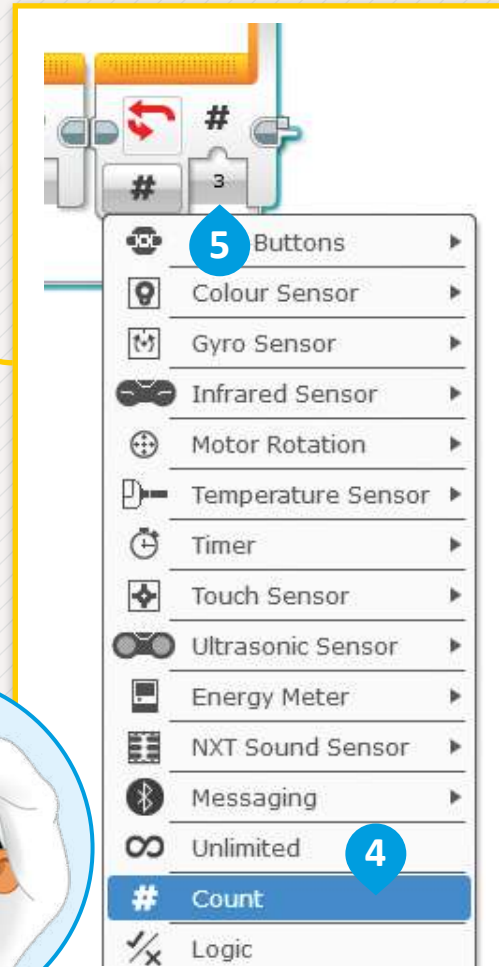 #
# 3
5 Buttons
Colour Sensor
Gyro Sensor
Infrared Sensor
Motor Rotation
Temperature Sensor
Timer
Touch Sensor
Ultrasonic Sensor
Energy Meter
NXT Sound Sensor
Messaging
∞ Unlimited 4
# Count
Logic